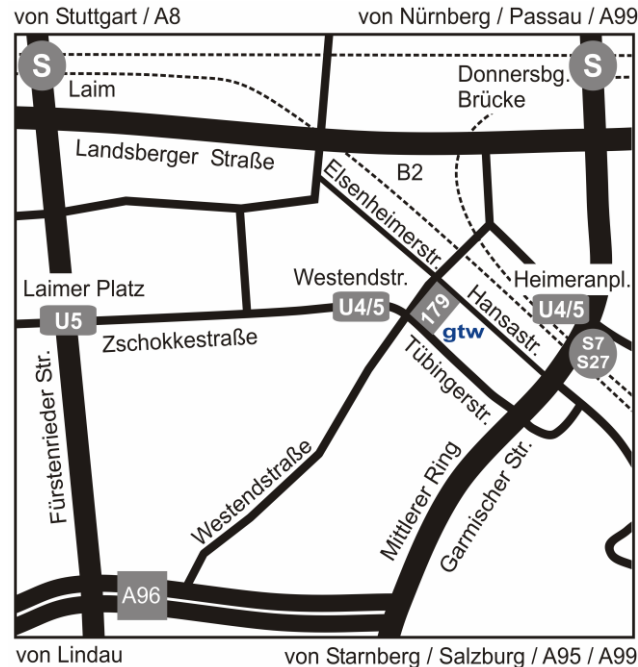 von Stuttgart / A8
von Nürnberg / Passau / A99
S
S
Laim
Donnersbg.
Brücke
Landsberger Straße
B2
Elsenheimerstr.
Laimer Platz
U5
Westendstr.
U4/5
Heimeranpl.
U4/5
179
gtw
Hansastr.
Zschokkestraße
Tübingerstr.
S7
S27
Fürstenrieder Str.
Westendstraße
Mittlerer Ring
Garmischer Str.
A96
von Lindau
von Starnberg / Salzburg / A95 / A99